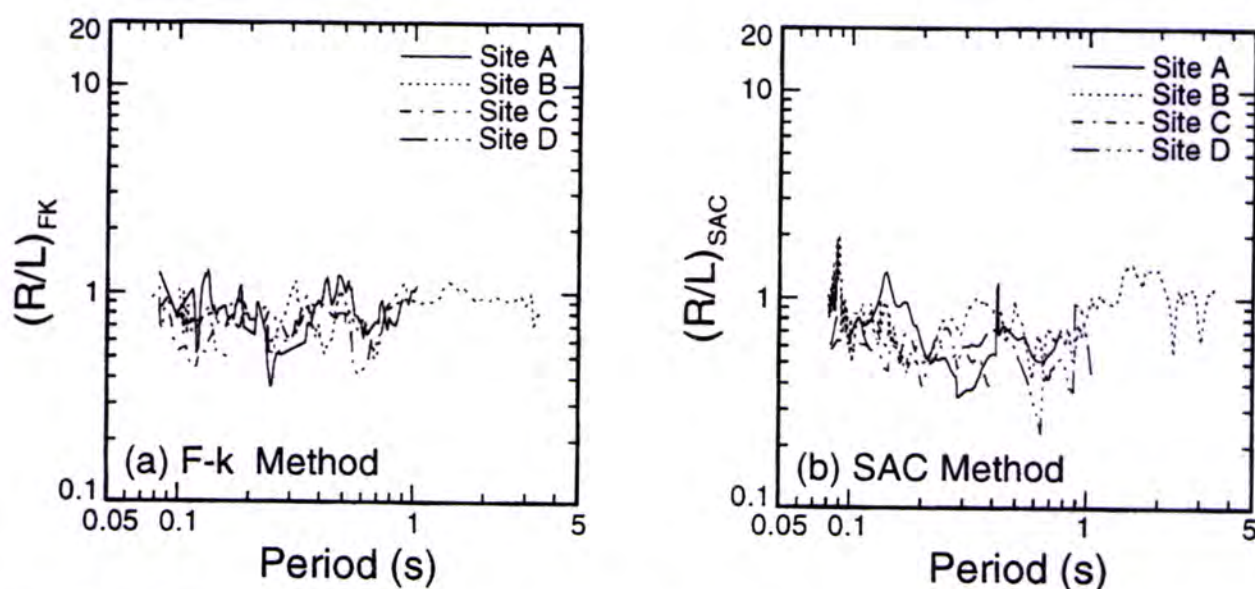 20
10
1
0.1
(R/L)FK
Site A
Site B
Site C
Site D
(a) F-k Method
0.05 0.1 1 5
Period (s)
20
10
1
0.1
(R/L)SAC
Site A
Site B
Site C
Site D
(b) SAC Method
0.05 0.1 1 5
Period (s)